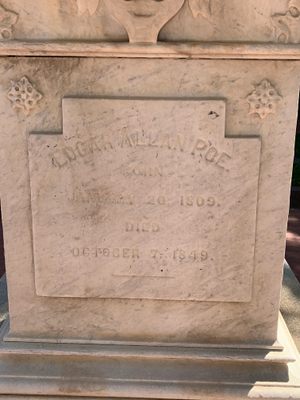 EDGAR ALLAN POE
BORN
JANUARY 20, 1809.
DIED
OCTOBER 7, 1849.